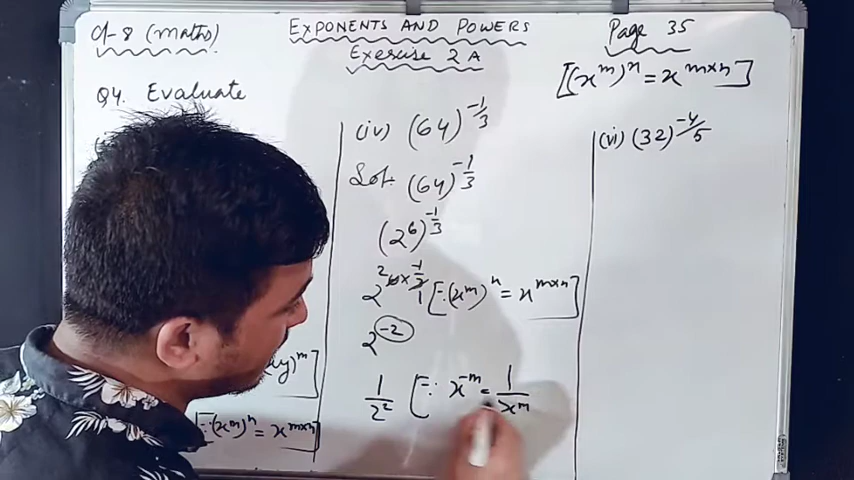 Cl-8 (maths)
EXPONENTS AND POWERS
Exercise 2A
Page 35
[(x^m)^n = x^{m×n}]
Q4. Evaluate
(iv) (64)^{-1/3}
Sol: (64)^{-1/3}
(2^6)^{-1/3}
2^{6×-1/3} [∵(x^m)^n = x^{m×n}]
2^{-2}
1/2^2 [∵ x^{-m} = 1/x^m
y)^m]
[∵(x^m)^n = x^{m×n}]
(vi) (32)^{-4/5}